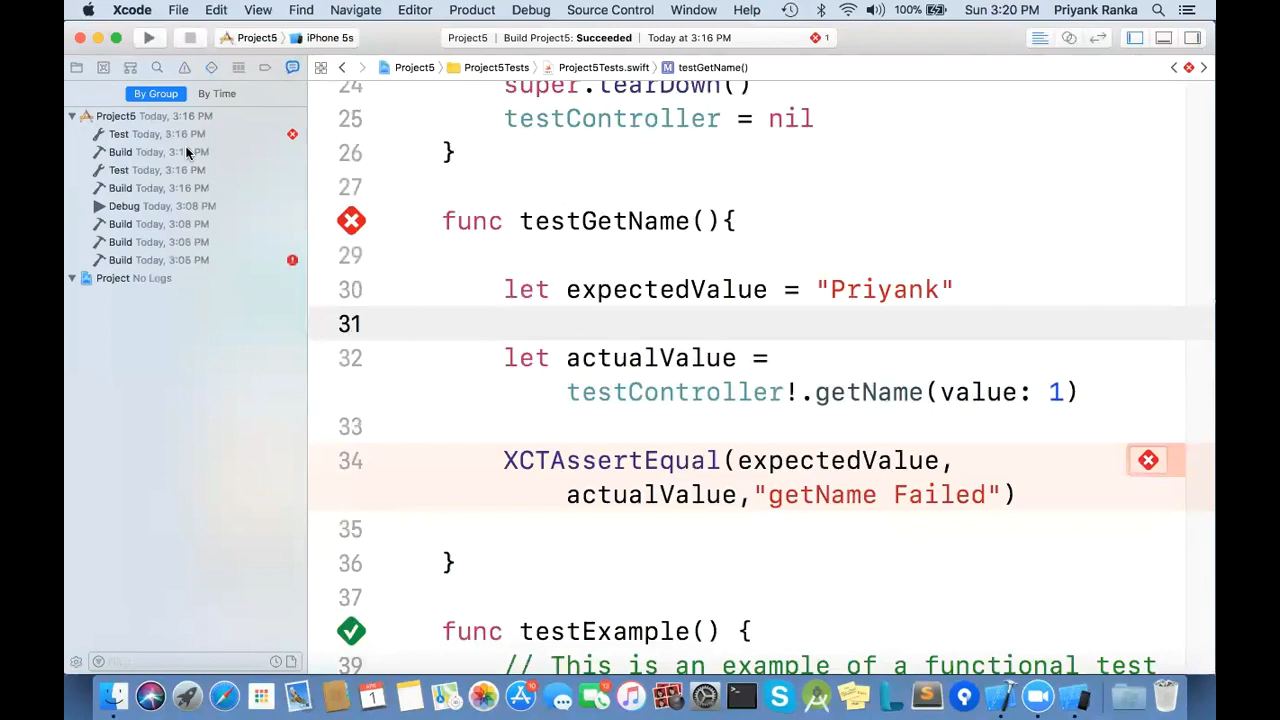 Xcode File Edit View Find Navigate Editor Product Debug Source Control Window Help 100% Sun 3:20 PM Priyank Ranka
Project5 iPhone 5s Project5 | Build Project5: Succeeded | Today at 3:16 PM 1
Project5 Project5Tests Project5Tests.swift M testGetName()
By Group By Time
Project5 Today, 3:16 PM
Test Today, 3:16 PM
Build Today, 3:1 PM
Test Today, 3:16 PM
Build Today, 3:16 PM
Debug Today, 3:08 PM
Build Today, 3:08 PM
Build Today, 3:05 PM
Build Today, 3:05 PM
Project No Logs
24 super.tearDown()
25 testController = nil
26 }
27
func testGetName(){
29
30 let expectedValue = "Priyank"
31
32 let actualValue =
testController!.getName(value: 1)
33
34 XCTAssertEqual(expectedValue,
actualValue,"getName Failed")
35
36 }
37
func testExample() {
39 // This is an example of a functional test